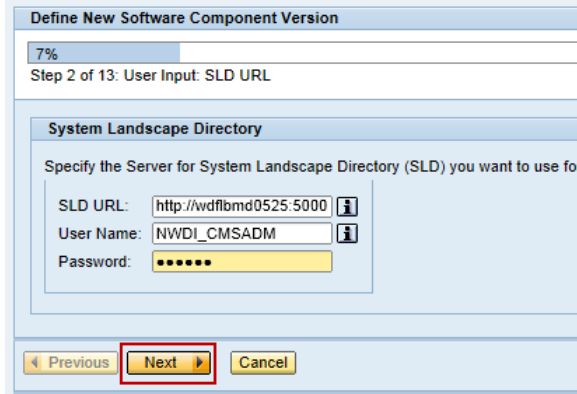 Define New Software Component Version
7%
Step 2 of 13: User Input: SLD URL
System Landscape Directory
Specify the Server for System Landscape Directory (SLD) you want to use fo
SLD URL: http://wdflbmd0525:5000
User Name: NWDI_CMSADM
Password: ••••••
Previous Next Cancel